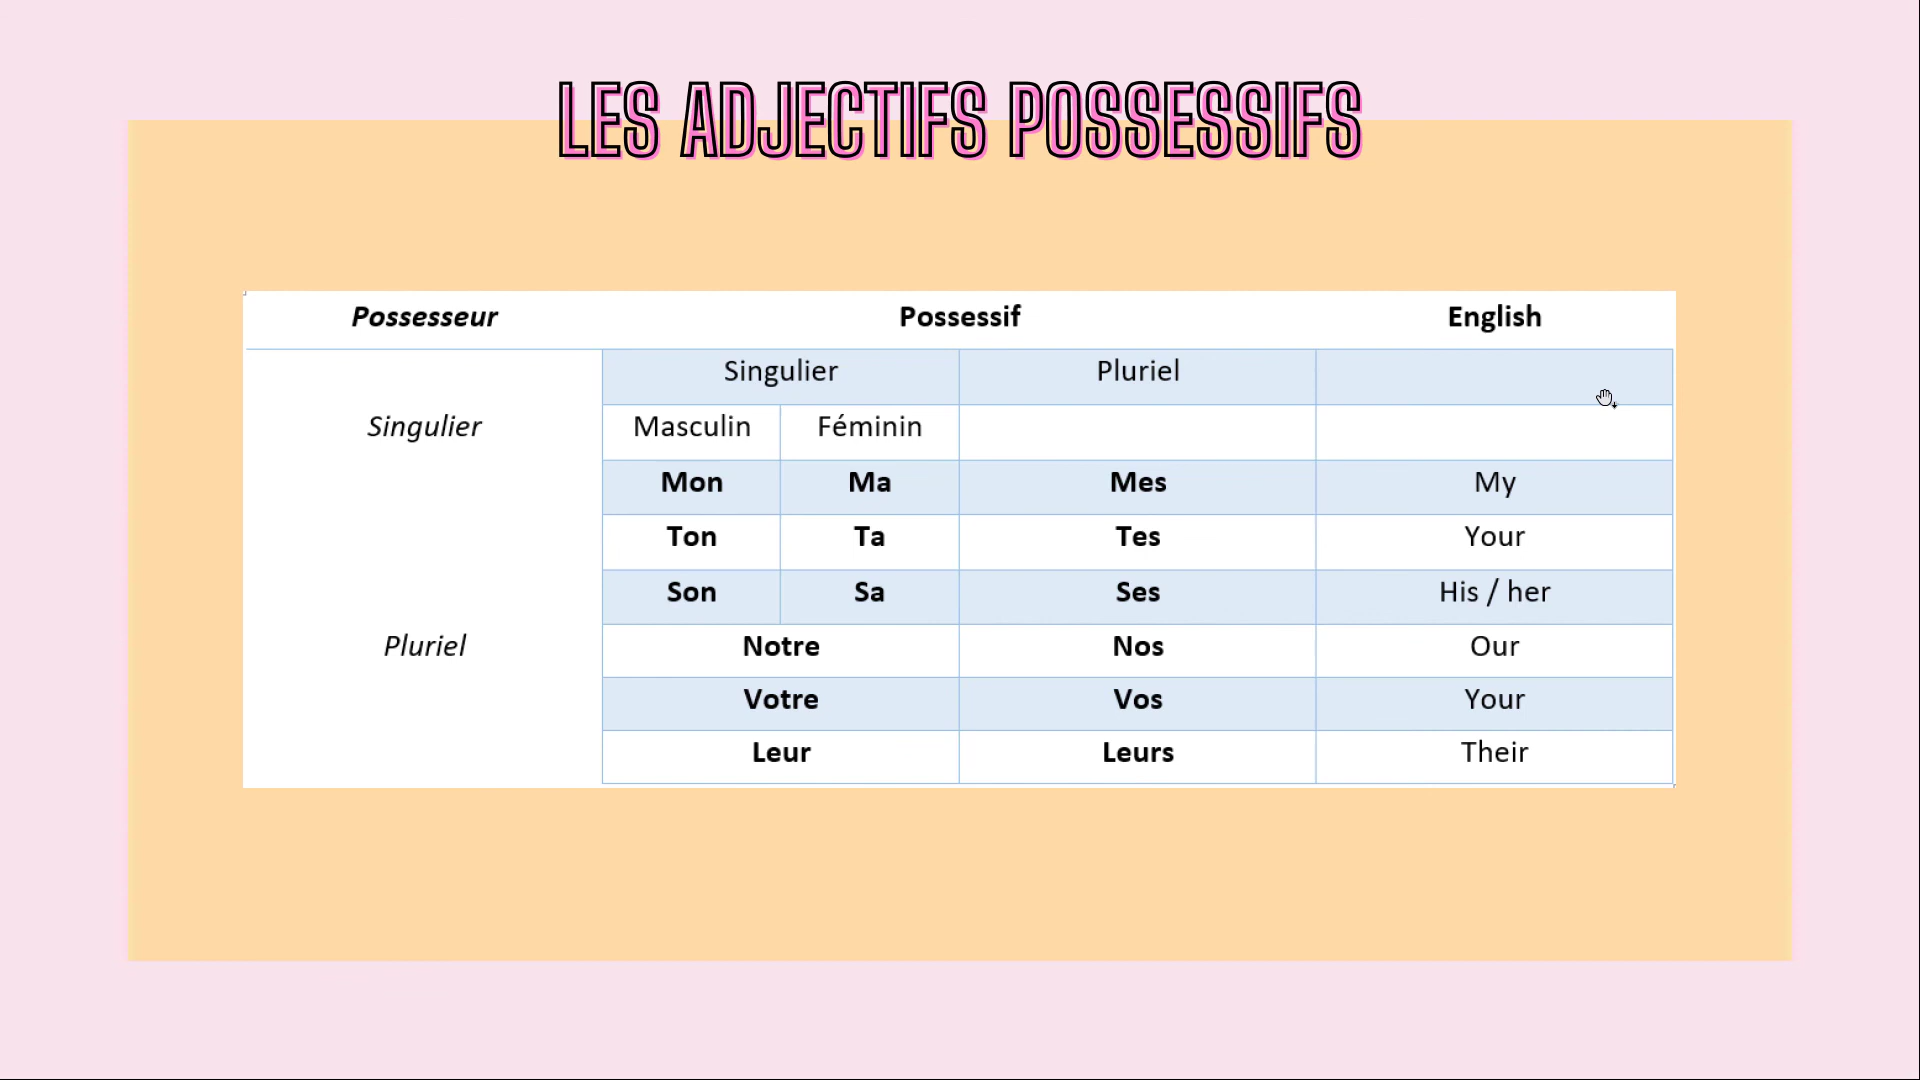 LES ADJECTIFS POSSESSIFS
Possesseur Possessif English
Singulier Pluriel
Singulier Masculin Féminin
Mon Ma Mes My
Ton Ta Tes Your
Son Sa Ses His / her
Pluriel Notre Nos Our
Votre Vos Your
Leur Leurs Their